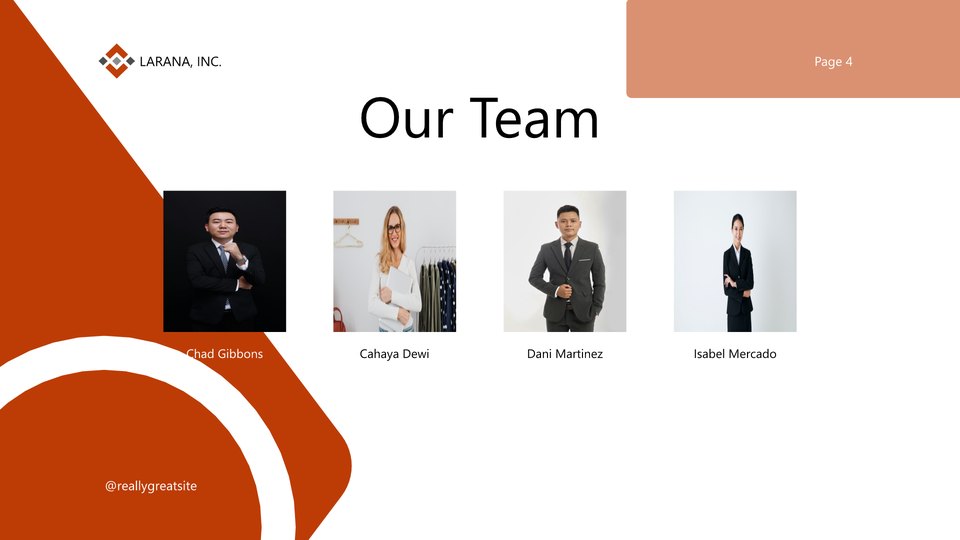 LARANA, INC.
Page 4
Our Team
Chad Gibbons
Cahaya Dewi
Dani Martinez
Isabel Mercado
@reallygreatsite